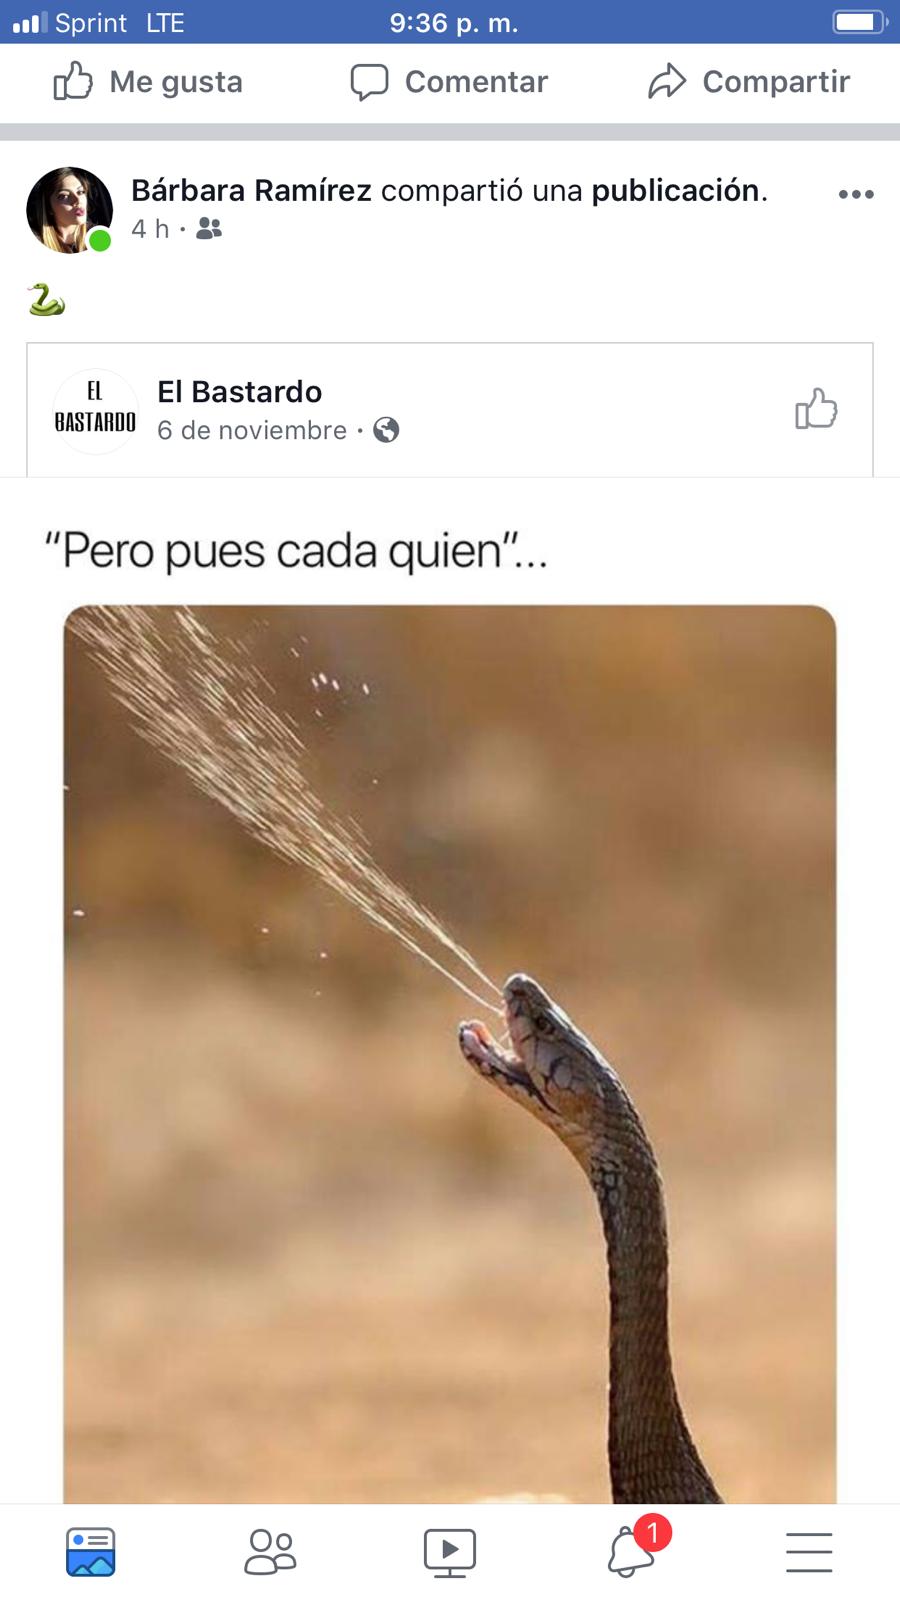 Sprint LTE 9:36 p. m.
Me gusta Comentar Compartir
Bárbara Ramírez compartió una publicación.
4 h ·
EL
BASTARDO
El Bastardo
6 de noviembre ·
“Pero pues cada quien”...
1